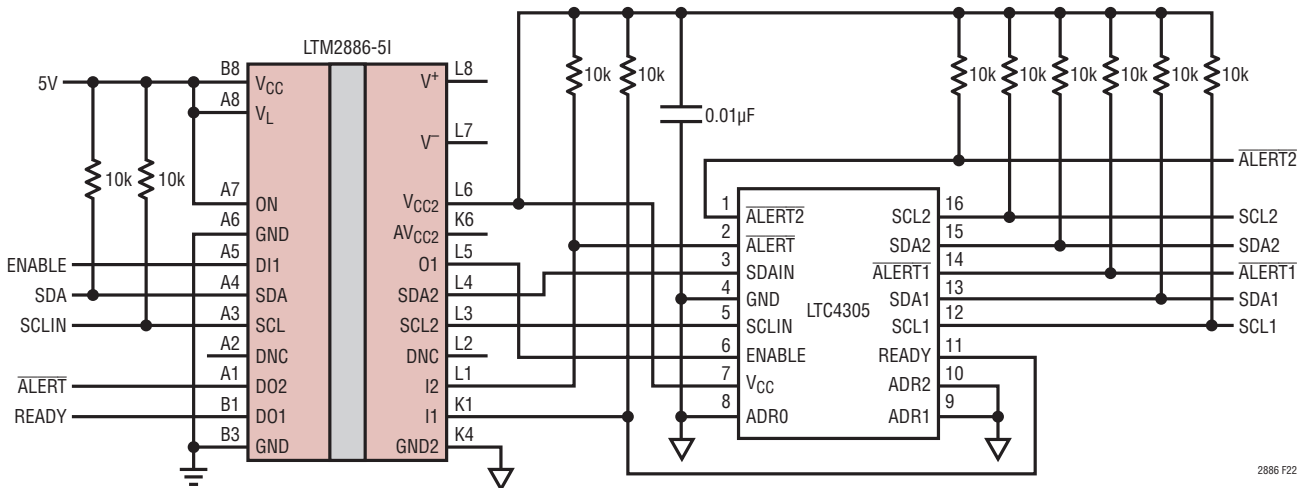 LTM2886-5I
5V
10k
10k
ENABLE
SDA
SCLIN
ALERT
READY
B8
A8
A7
A6
A5
A4
A3
A2
A1
B1
B3
VCC
VL
ON
GND
DI1
SDA
SCL
DNC
DO2
DO1
GND
V+
V−
VCC2
AVCC2
O1
SDA2
SCL2
DNC
I2
I1
GND2
L8
L7
L6
K6
L5
L4
L3
L2
L1
K1
K4
10k
10k
0.01µF
10k
10k
10k
10k
10k
10k
1
2
3
4
5
6
7
8
ALERT2
ALERT
SDAIN
GND
SCLIN
ENABLE
VCC
ADR0
LTC4305
SCL2
SDA2
ALERT1
SDA1
SCL1
READY
ADR2
ADR1
16
15
14
13
12
11
10
9
ALERT2
SCL2
SDA2
ALERT1
SDA1
SCL1
2886 F22